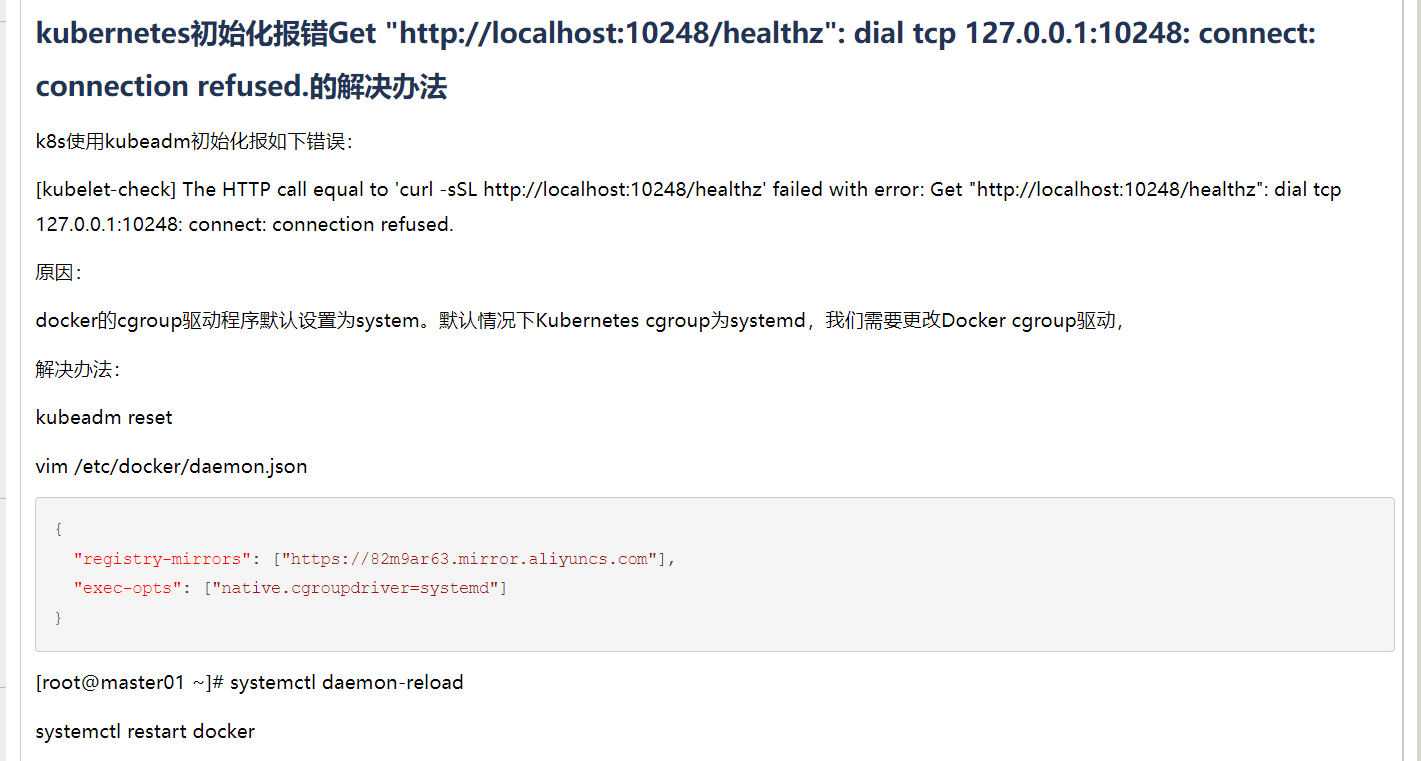 kubernetes初始化报错Get "http://localhost:10248/healthz": dial tcp 127.0.0.1:10248: connect:
connection refused.的解决办法
k8s使用kubeadm初始化报如下错误：
[kubelet-check] The HTTP call equal to 'curl -sSL http://localhost:10248/healthz' failed with error: Get "http://localhost:10248/healthz": dial tcp
127.0.0.1:10248: connect: connection refused.
原因：
docker的cgroup驱动程序默认设置为system。默认情况下Kubernetes cgroup为systemd，我们需要更改Docker cgroup驱动，
解决办法：
kubeadm reset
vim /etc/docker/daemon.json
{
"registry-mirrors": ["https://82m9ar63.mirror.aliyuncs.com"],
"exec-opts": ["native.cgroupdriver=systemd"]
}
[root@master01 ~]# systemctl daemon-reload
systemctl restart docker